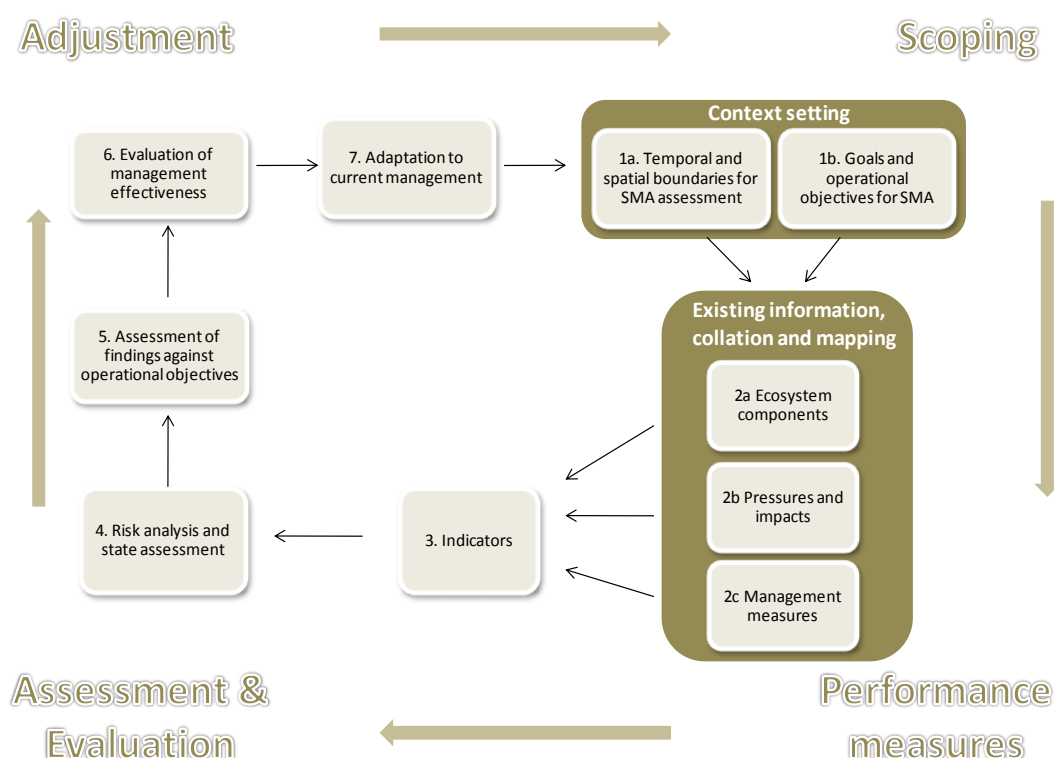 Adjustment
Scoping
Context setting
6. Evaluation of
management
effectiveness
7. Adaptation to
current management
1a. Temporal and
spatial boundaries for
SMA assessment
1b. Goals and
operational
objectives for SMA
Existing information,
collation and mapping
5. Assessment of
findings against
operational objectives
2a Ecosystem
components
2b Pressures and
impacts
4. Risk analysis and
state assessment
3. Indicators
2c Management
measures
Assessment &
Evaluation
Performance
measures